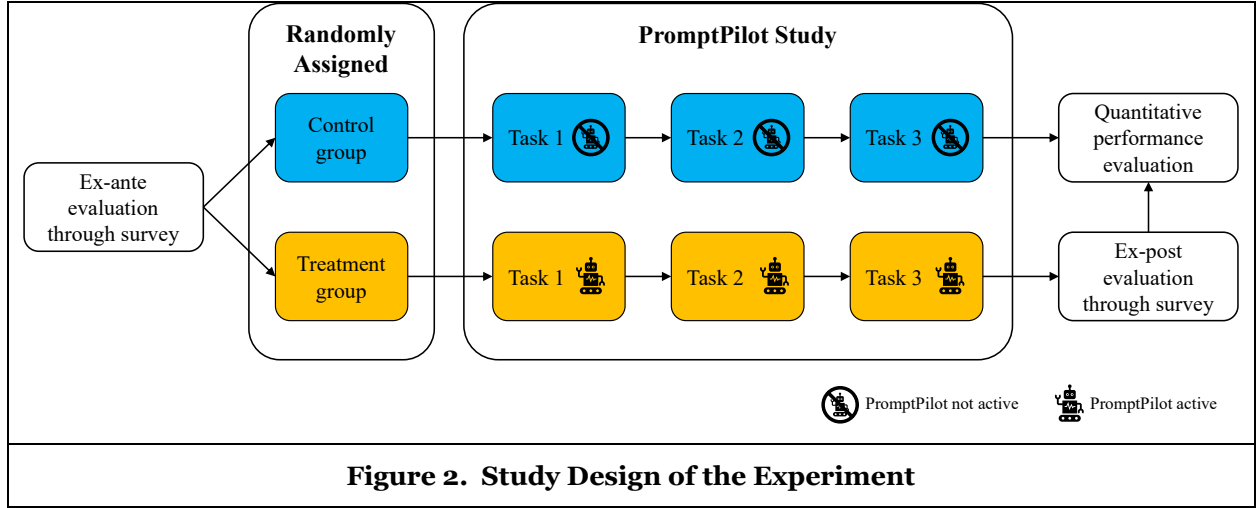 Randomly
Assigned
PromptPilot Study
Control
group
Task 1
Task 2
Task 3
Quantitative
performance
evaluation
Ex-ante
evaluation
through survey
Treatment
group
Task 1
Task 2
Task 3
Ex-post
evaluation
through survey
PromptPilot not active
PromptPilot active
Figure 2. Study Design of the Experiment